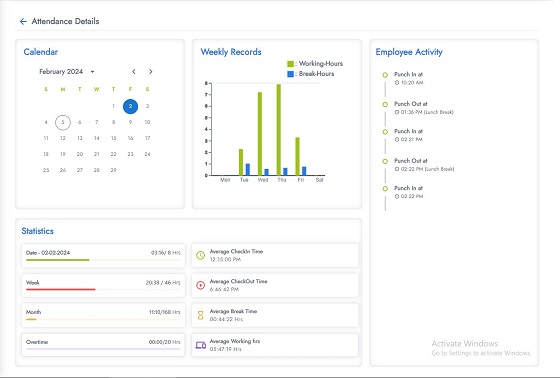 Attendance Details
Calendar
February 2024
S M T W T F S
1 2 3
4 5 6 7 8 9 10
11 12 13 14 15 16 17
18 19 20 21 22 23 24
25 26 27 28 29
Weekly Records
: Working-Hours
: Break-Hours
8
7
6
5
4
3
2
1
0
Mon Tue Wed Thu Fri Sat
Employee Activity
Punch In at
10:20 AM
Punch Out at
01:36 PM (Lunch Break)
Punch In at
02:21 PM
Punch Out at
02:22 PM (Lunch Break)
Punch In at
02:22 PM
Statistics
Date - 02-02-2024 03:16/ 8 Hrs
Week 20:38 / 46 Hrs
Month 11:10/168 Hrs
Overtime 00:00/20 Hrs
Average CheckIn Time
12:15:00 PM
Average CheckOut Time
6:46:42 PM
Average Break Time
00:44:22 Hrs
Average Working hrs
05:47:19 Hrs
Activate Windows
Go to Settings to activate Windows.